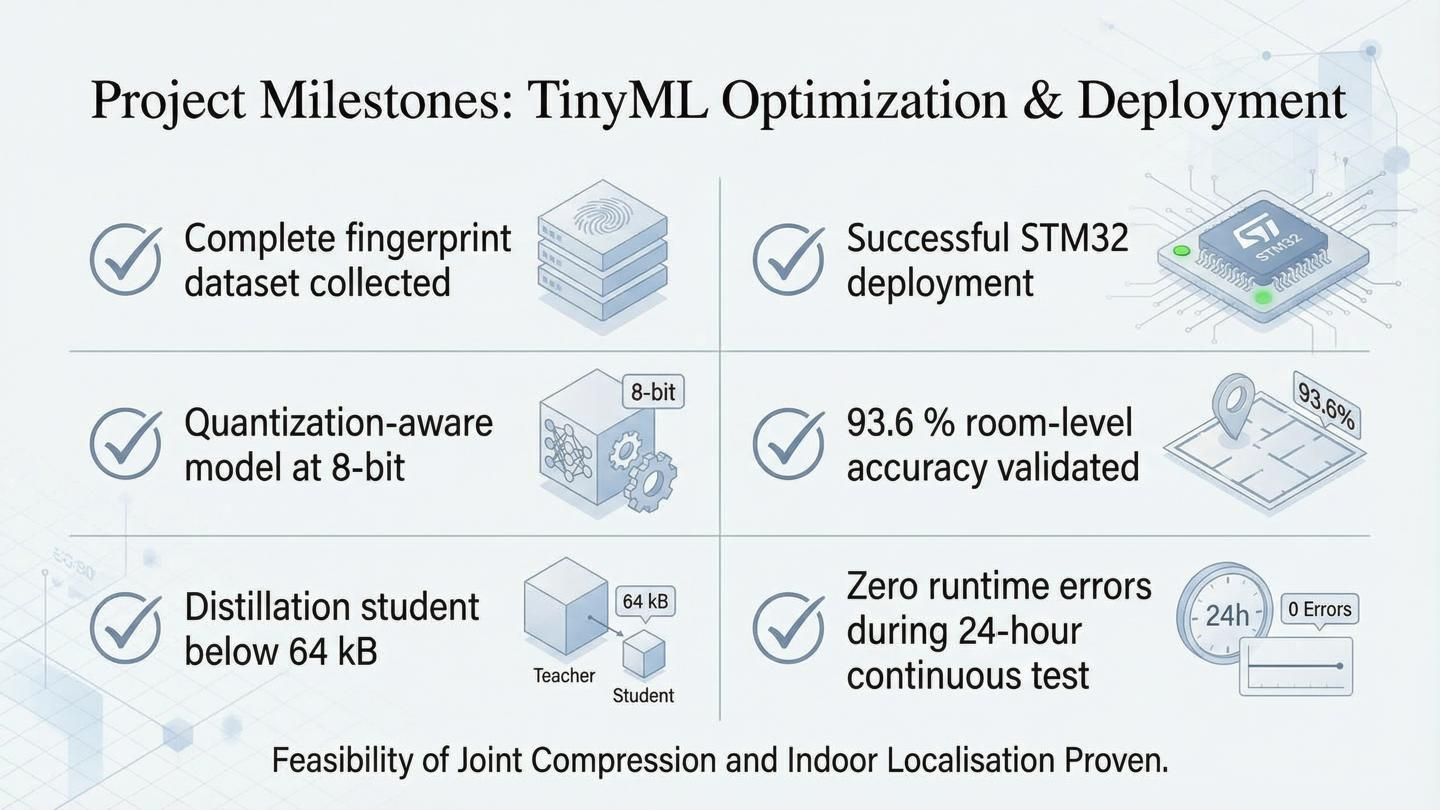 Project Milestones: TinyML Optimization & Deployment
Complete fingerprint
dataset collected
Successful STM32
deployment
STM32
Quantization-aware
model at 8-bit
8-bit
93.6 % room-level
accuracy validated
93.6%
Distillation student
below 64 kB
64 kB
Teacher
Student
Zero runtime errors
during 24-hour
continuous test
24h
0 Errors
Feasibility of Joint Compression and Indoor Localisation Proven.